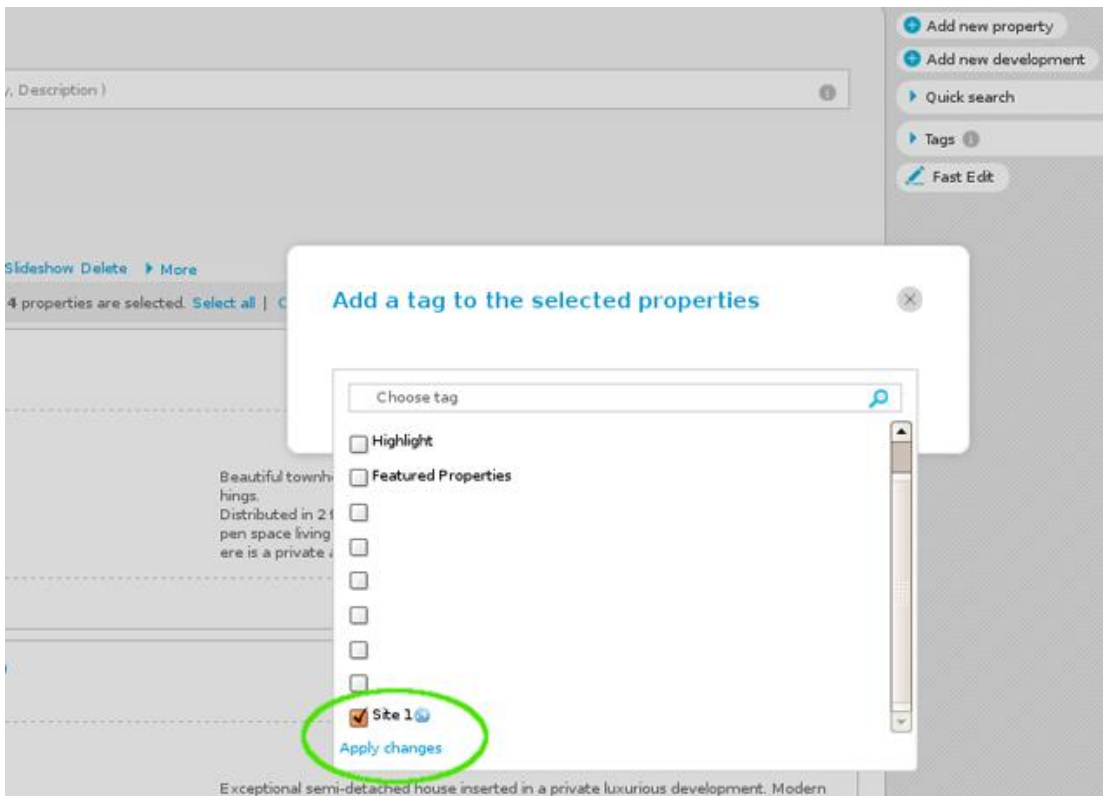 Add new property
Add new development
y, Description )
Quick search
Tags
Fast Edit
Slideshow Delete More
4 properties are selected. Select all |
Add a tag to the selected properties
Choose tag
Highlight
Featured Properties
Beautiful townh
hings.
Distributed in 2
pen space living
ere is a private
Site 1
Apply changes
Exceptional semi-detached house inserted in a private luxurious development. Modern